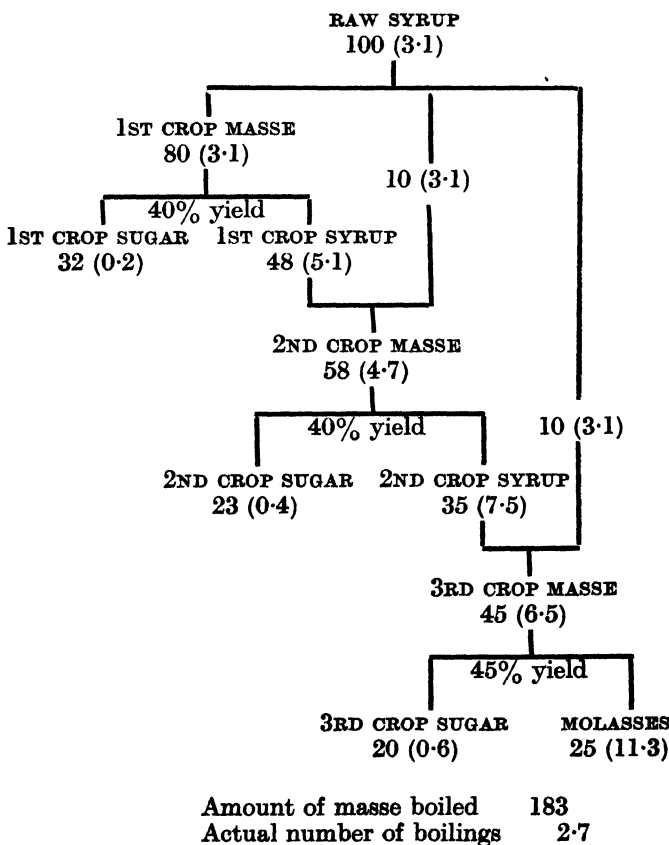 RAW SYRUP
100 (3·1)
1ST CROP MASSE
80 (3·1)
10 (3·1)
40% yield
1ST CROP SUGAR 1ST CROP SYRUP
32 (0·2) 48 (5·1)
2ND CROP MASSE
58 (4·7)
40% yield
10 (3·1)
2ND CROP SUGAR 2ND CROP SYRUP
23 (0·4) 35 (7·5)
3RD CROP MASSE
45 (6·5)
45% yield
3RD CROP SUGAR MOLASSES
20 (0·6) 25 (11·3)
Amount of masse boiled 183
Actual number of boilings 2·7